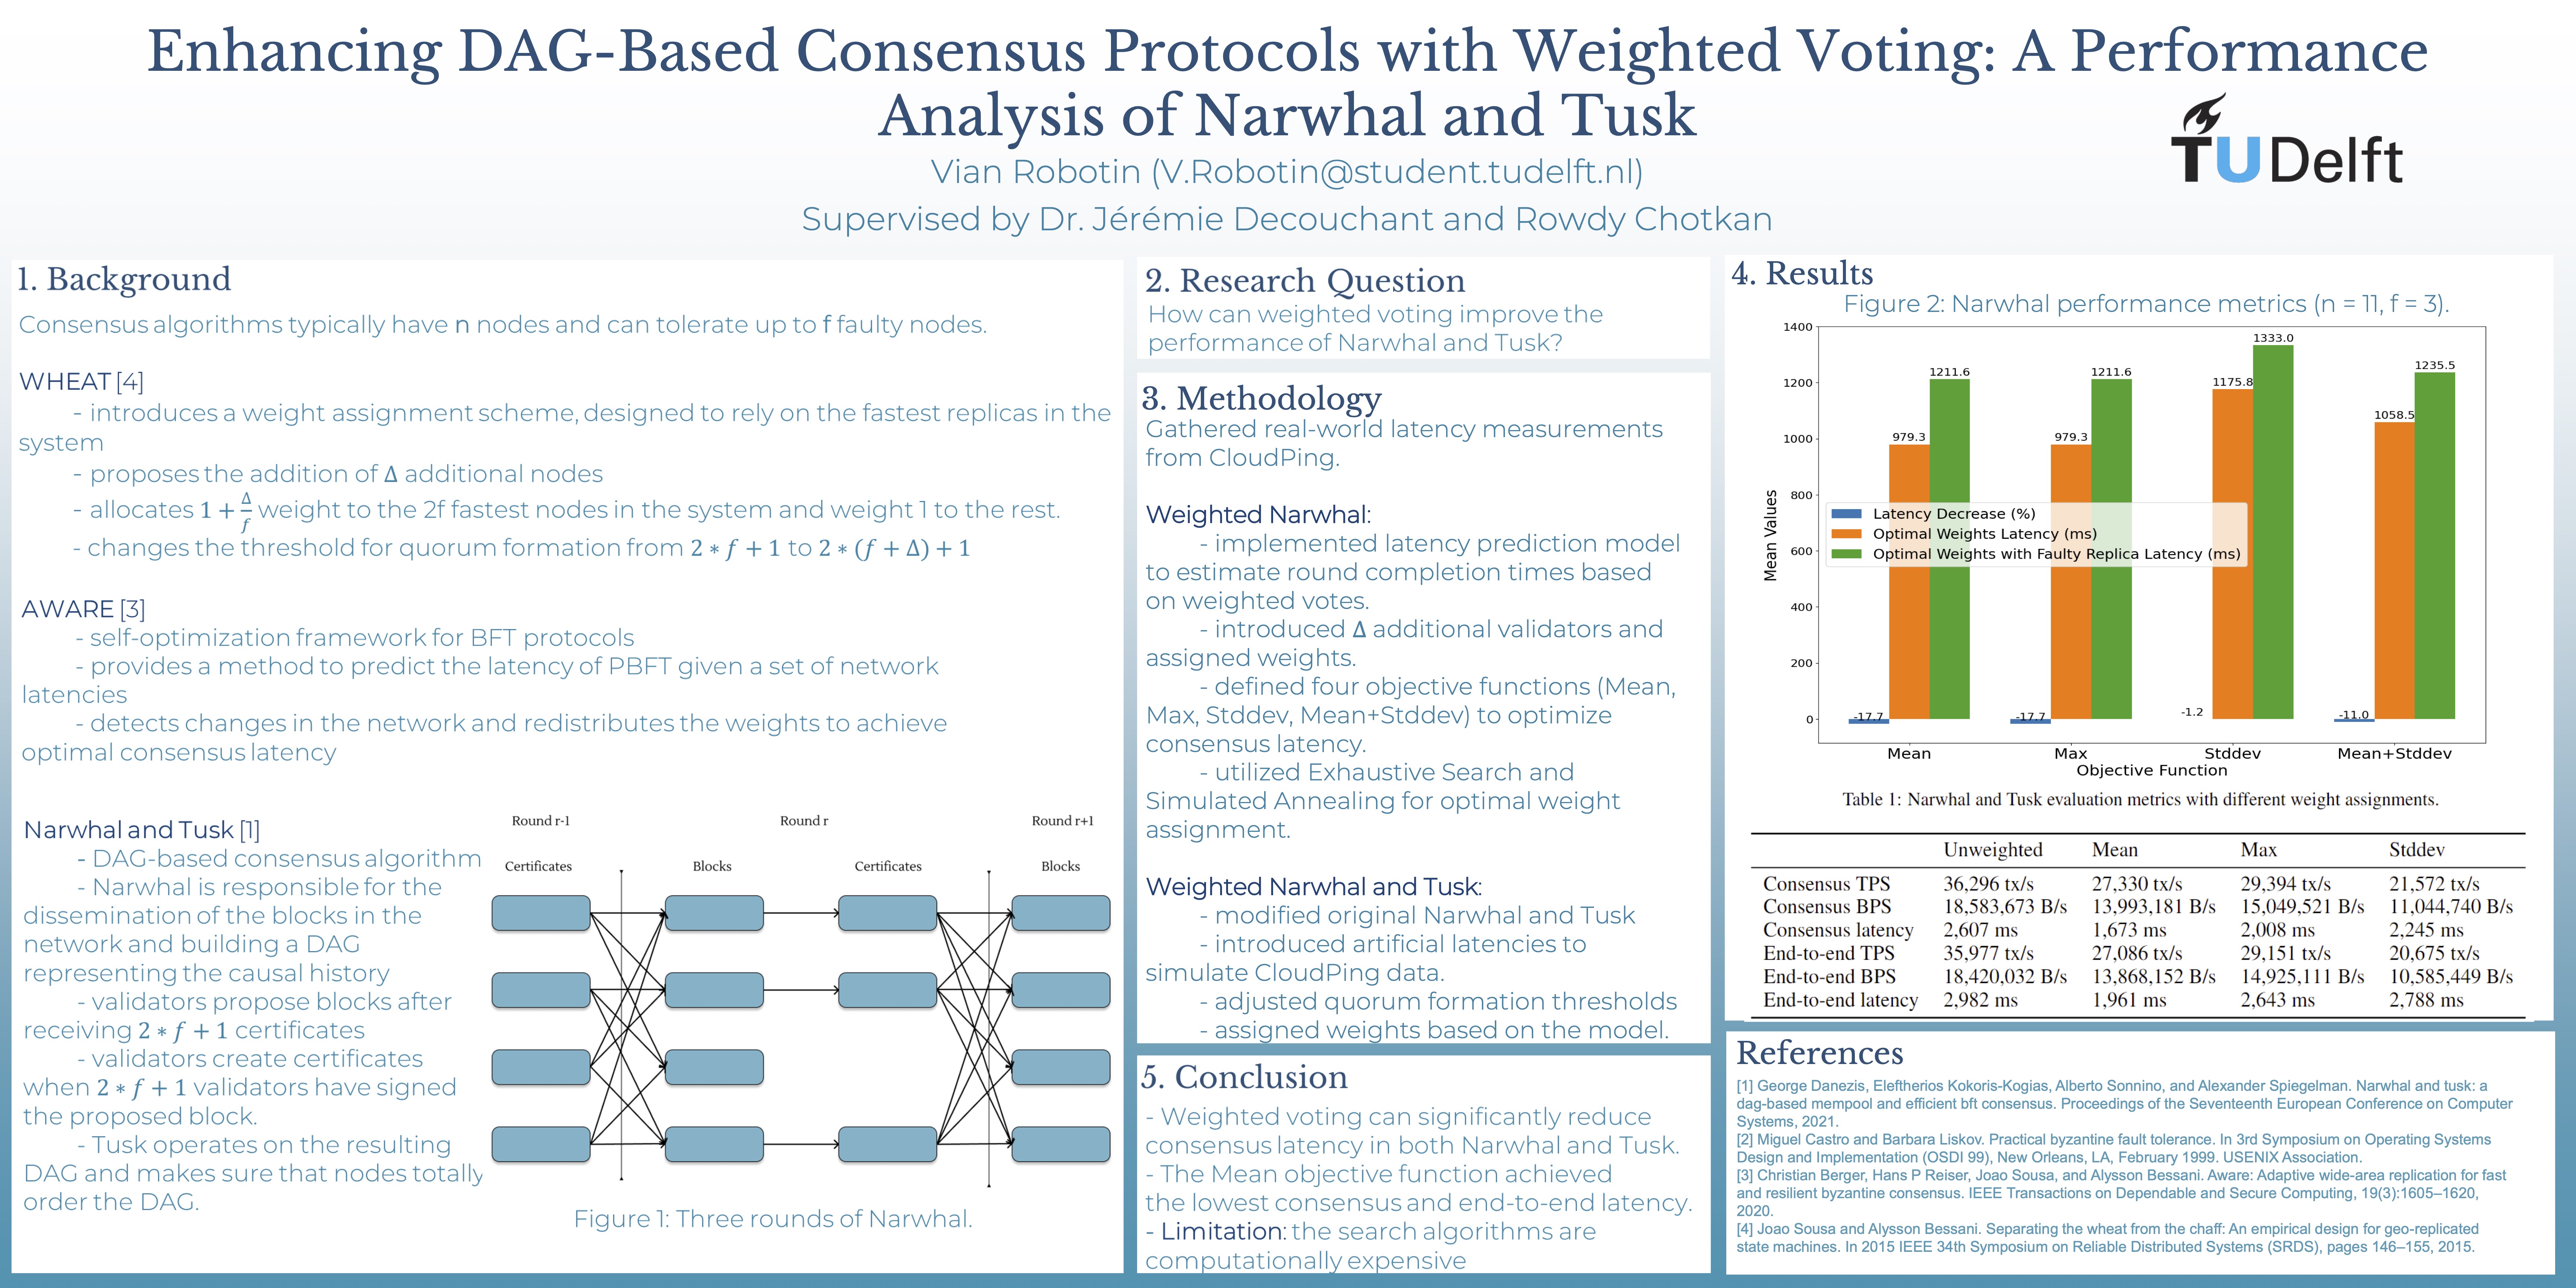 Enhancing DAG-Based Consensus Protocols with Weighted Voting: A Performance
Analysis of Narwhal and Tusk
Vian Robotin (V.Robotin@student.tudelft.nl)
Supervised by Dr. Jérémie Decouchant and Rowdy Chotkan
TUDelft
1. Background
Consensus algorithms typically have n nodes and can tolerate up to f faulty nodes.
WHEAT [4]
- introduces a weight assignment scheme, designed to rely on the fastest replicas in the
system
- proposes the addition of Δ additional nodes
- allocates 1 + Δ/f weight to the 2f fastest nodes in the system and weight 1 to the rest.
- changes the threshold for quorum formation from 2 ∗ f + 1 to 2 ∗ (f + Δ) + 1
AWARE [3]
- self-optimization framework for BFT protocols
- provides a method to predict the latency of PBFT given a set of network
latencies
- detects changes in the network and redistributes the weights to achieve
optimal consensus latency
Narwhal and Tusk [1]
- DAG-based consensus algorithm
- Narwhal is responsible for the
dissemination of the blocks in the
network and building a DAG
representing the causal history
- validators propose blocks after
receiving 2 ∗ f + 1 certificates
- validators create certificates
when 2 ∗ f + 1 validators have signed
the proposed block.
- Tusk operates on the resulting
DAG and makes sure that nodes totally
order the DAG.
Round r-1 Round r Round r+1
Certificates Blocks Certificates Blocks
Figure 1: Three rounds of Narwhal.
2. Research Question
How can weighted voting improve the
performance of Narwhal and Tusk?
3. Methodology
Gathered real-world latency measurements
from CloudPing.
Weighted Narwhal:
- implemented latency prediction model
to estimate round completion times based
on weighted votes.
- introduced Δ additional validators and
assigned weights.
- defined four objective functions (Mean,
Max, Stddev, Mean+Stddev) to optimize
consensus latency.
- utilized Exhaustive Search and
Simulated Annealing for optimal weight
assignment.
Weighted Narwhal and Tusk:
- modified original Narwhal and Tusk
- introduced artificial latencies to
simulate CloudPing data.
- adjusted quorum formation thresholds
- assigned weights based on the model.
5. Conclusion
- Weighted voting can significantly reduce
consensus latency in both Narwhal and Tusk.
- The Mean objective function achieved
the lowest consensus and end-to-end latency.
- Limitation: the search algorithms are
computationally expensive
4. Results
Figure 2: Narwhal performance metrics (n = 11, f = 3).
Mean Values
1400
1200
1000
800
600
400
200
0
-17.7 979.3 1211.6
-17.7 979.3 1211.6
-1.2 1175.8 1333.0
-11.0 1058.5 1235.5
Latency Decrease (%)
Optimal Weights Latency (ms)
Optimal Weights with Faulty Replica Latency (ms)
Mean Max Stddev Mean+Stddev
Objective Function
Table 1: Narwhal and Tusk evaluation metrics with different weight assignments.
Unweighted Mean Max Stddev
Consensus TPS 36,296 tx/s 27,330 tx/s 29,394 tx/s 21,572 tx/s
Consensus BPS 18,583,673 B/s 13,993,181 B/s 15,049,521 B/s 11,044,740 B/s
Consensus latency 2,607 ms 1,673 ms 2,008 ms 2,245 ms
End-to-end TPS 35,977 tx/s 27,086 tx/s 29,151 tx/s 20,675 tx/s
End-to-end BPS 18,420,032 B/s 13,868,152 B/s 14,925,111 B/s 10,585,449 B/s
End-to-end latency 2,982 ms 1,961 ms 2,643 ms 2,788 ms
References
[1] George Danezis, Eleftherios Kokoris-Kogias, Alberto Sonnino, and Alexander Spiegelman. Narwhal and tusk: a
dag-based mempool and efficient bft consensus. Proceedings of the Seventeenth European Conference on Computer
Systems, 2021.
[2] Miguel Castro and Barbara Liskov. Practical byzantine fault tolerance. In 3rd Symposium on Operating Systems
Design and Implementation (OSDI 99), New Orleans, LA, February 1999. USENIX Association.
[3] Christian Berger, Hans P Reiser, Joao Sousa, and Alysson Bessani. Aware: Adaptive wide-area replication for fast
and resilient byzantine consensus. IEEE Transactions on Dependable and Secure Computing, 19(3):1605–1620,
2020.
[4] Joao Sousa and Alysson Bessani. Separating the wheat from the chaff: An empirical design for geo-replicated
state machines. In 2015 IEEE 34th Symposium on Reliable Distributed Systems (SRDS), pages 146–155, 2015.